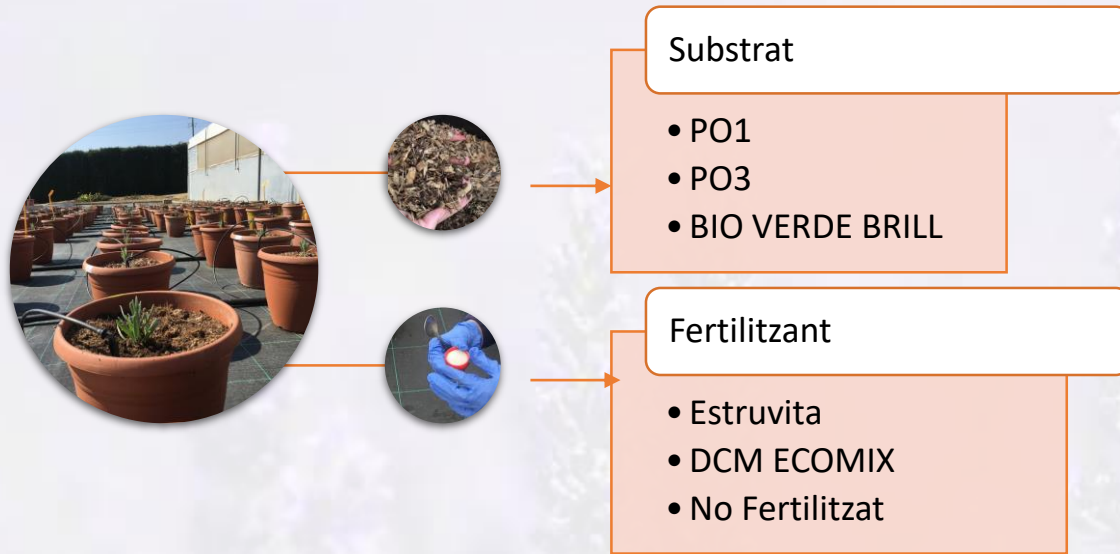 Substrat
• PO1
• PO3
• BIO VERDE BRILL
Fertilitzant
• Estruvita
• DCM ECOMIX
• No Fertilitzat